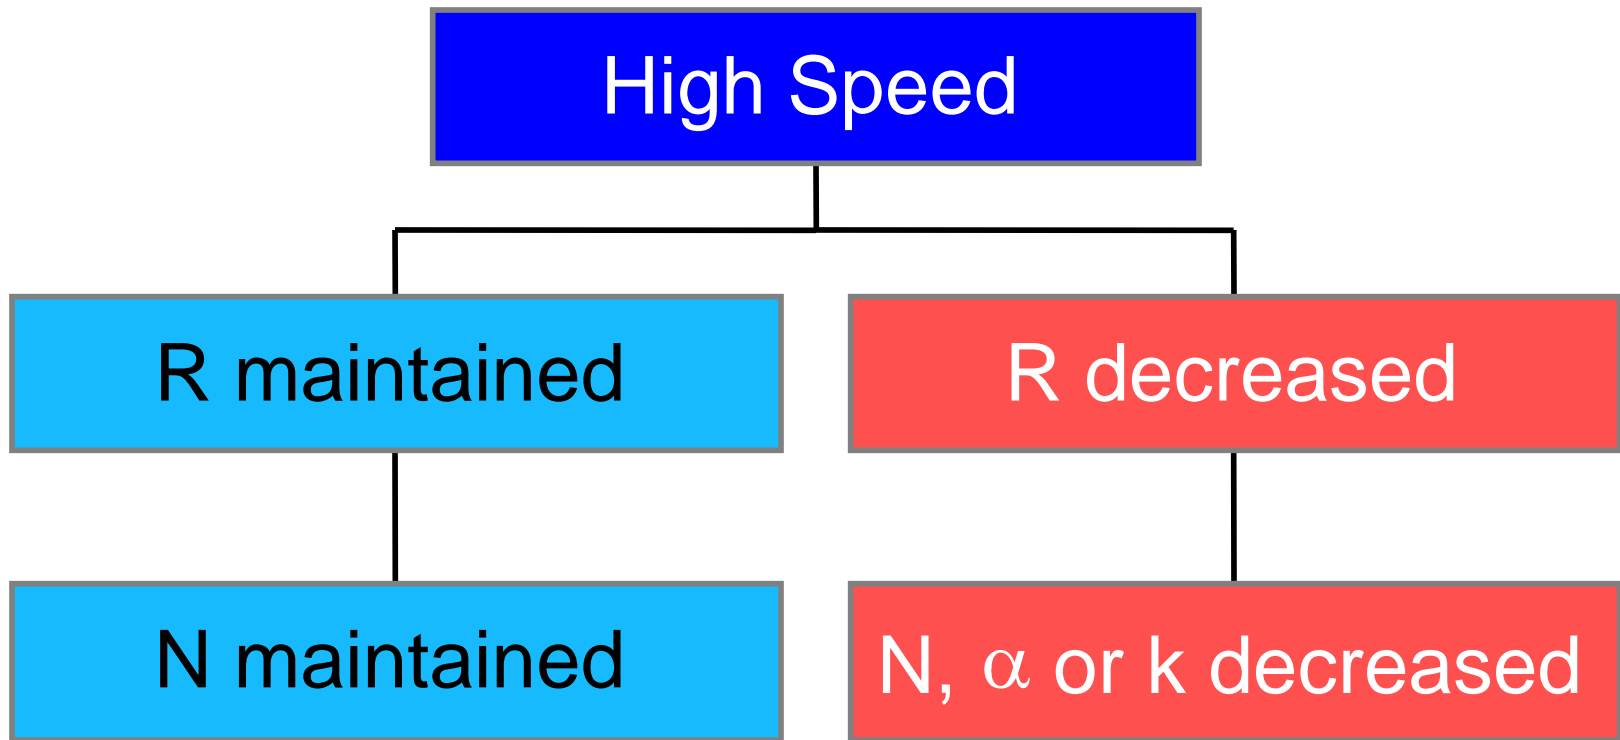 High Speed
R maintained
R decreased
N maintained
N, α or k decreased